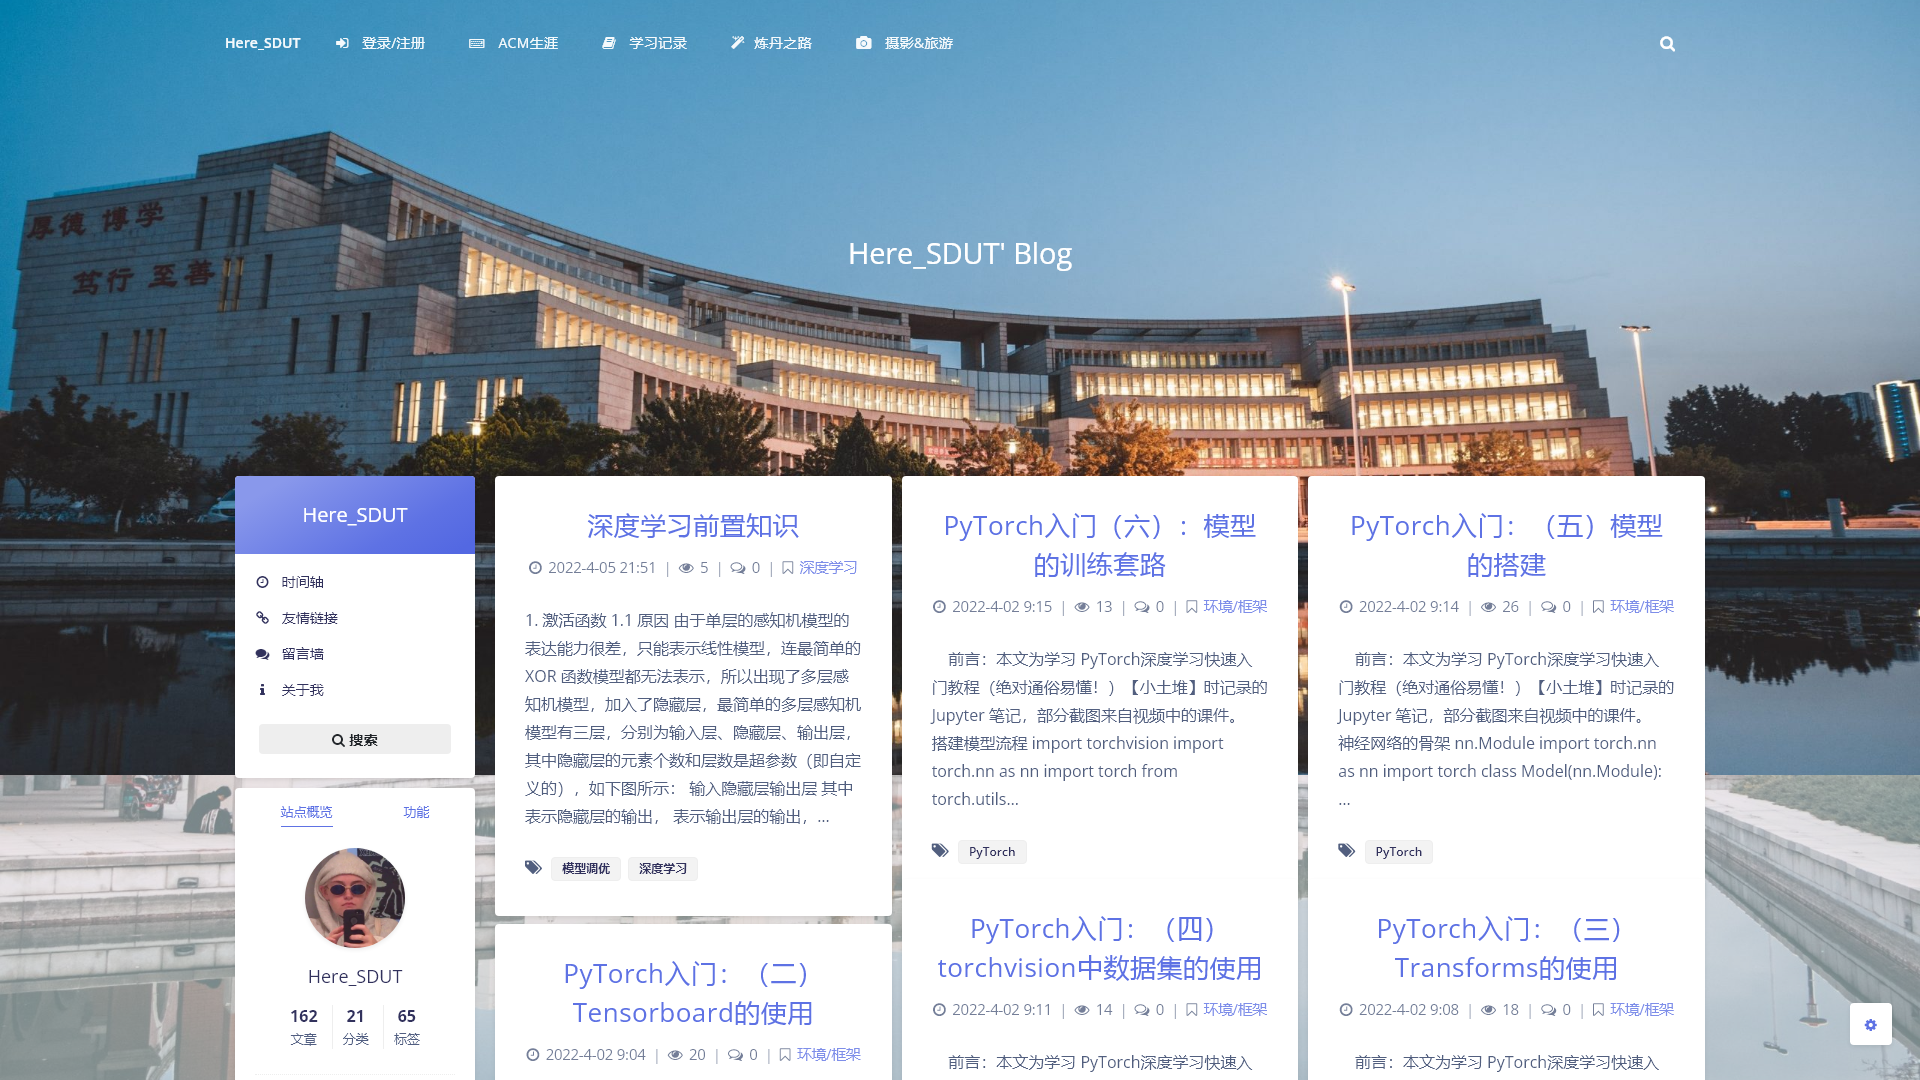 Here_SDUT
登录/注册
ACM生涯
学习记录
炼丹之路
摄影&旅游
厚德 博学
笃行 至善
Here_SDUT' Blog
Here_SDUT
时间轴
友情链接
留言墙
关于我
搜索
站点概览
功能
Here_SDUT
162
文章
21
分类
65
标签
深度学习前置知识
2022-4-05 21:51 | 5 | 0 | 深度学习
1. 激活函数 1.1 原因 由于单层的感知机模型的
表达能力很差，只能表示线性模型，连最简单的
XOR 函数模型都无法表示，所以出现了多层感
知机模型，加入了隐藏层，最简单的多层感知机
模型有三层，分别为输入层、隐藏层、输出层，
其中隐藏层的元素个数和层数是超参数（即自定
义的），如下图所示： 输入隐藏层输出层 其中
表示隐藏层的输出， 表示输出层的输出，…
模型调优 深度学习
PyTorch入门：（二）
Tensorboard的使用
2022-4-02 9:04 | 20 | 0 | 环境/框架
PyTorch入门（六）：模型
的训练套路
2022-4-02 9:15 | 13 | 0 | 环境/框架
前言：本文为学习 PyTorch深度学习快速入
门教程（绝对通俗易懂！）【小土堆】时记录的
Jupyter 笔记，部分截图来自视频中的课件。
搭建模型流程 import torchvision import
torch.nn as nn import torch from
torch.utils...
PyTorch
PyTorch入门：（四）
torchvision中数据集的使用
2022-4-02 9:11 | 14 | 0 | 环境/框架
前言：本文为学习 PyTorch深度学习快速入
PyTorch入门：（五）模型
的搭建
2022-4-02 9:14 | 26 | 0 | 环境/框架
前言：本文为学习 PyTorch深度学习快速入
门教程（绝对通俗易懂！）【小土堆】时记录的
Jupyter 笔记，部分截图来自视频中的课件。
神经网络的骨架 nn.Module import torch.nn
as nn import torch class Model(nn.Module):
...
PyTorch
PyTorch入门：（三）
Transforms的使用
2022-4-02 9:08 | 18 | 0 | 环境/框架
前言：本文为学习 PyTorch深度学习快速入